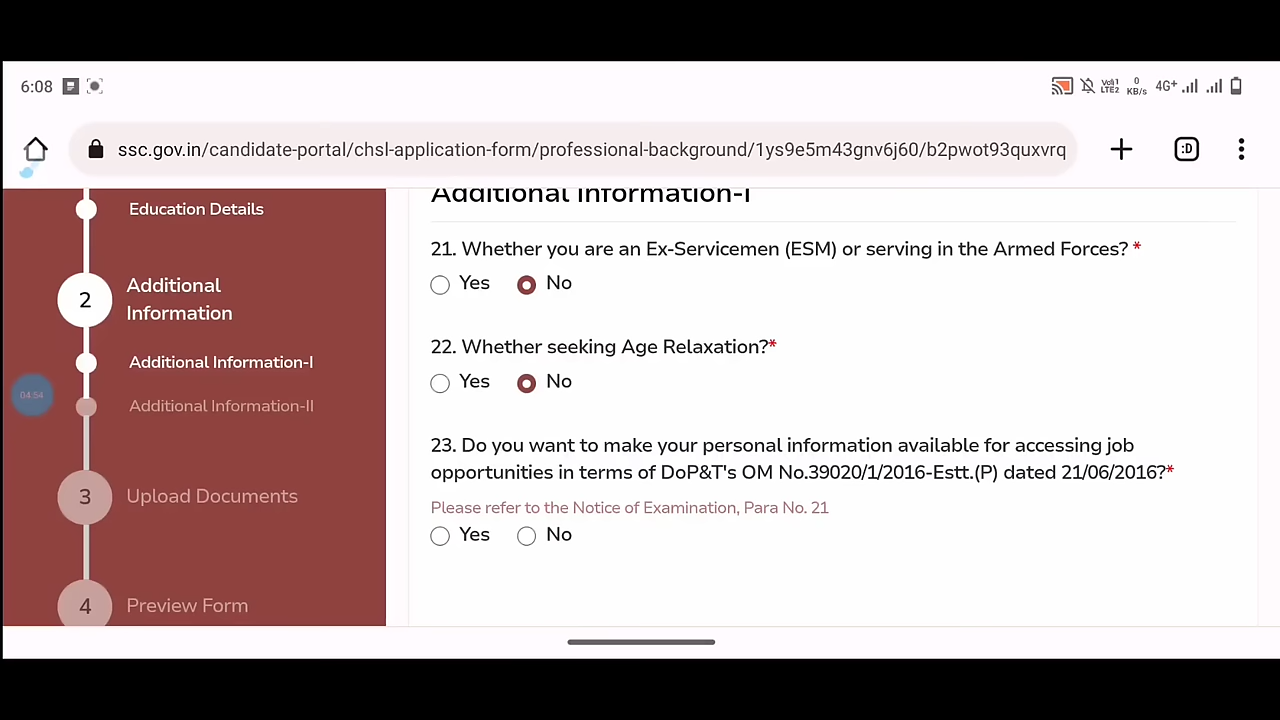 6:08
Vo1) 1
LTE2
0
KB/s
4G+
ssc.gov.in/candidate-portal/chsl-application-form/professional-background/1ys9e5m43gnv6j60/b2pwot93quxvrq
:D
Education Details
2
Additional
Information
Additional Information-I
04:54
Additional Information-II
3
Upload Documents
4
Preview Form
Additional Information-I
21. Whether you are an Ex-Servicemen (ESM) or serving in the Armed Forces? *
Yes No
22. Whether seeking Age Relaxation?*
Yes No
23. Do you want to make your personal information available for accessing job
opportunities in terms of DoP&T's OM No.39020/1/2016-Estt.(P) dated 21/06/2016?*
Please refer to the Notice of Examination, Para No. 21
Yes No